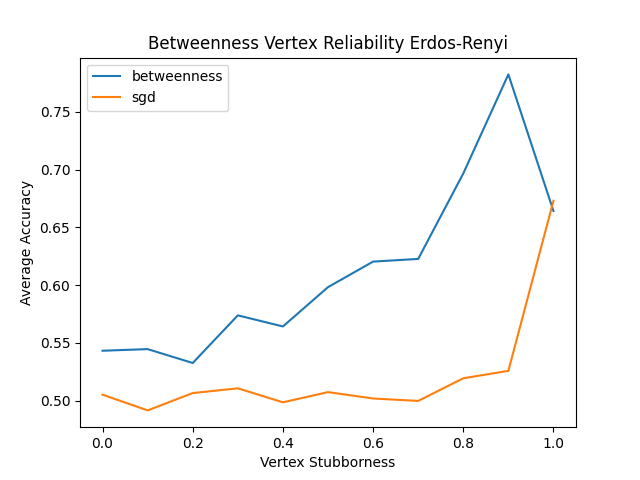 Betweenness Vertex Reliability Erdos-Renyi
betweenness
sgd
Average Accuracy
0.75
0.70
0.65
0.60
0.55
0.50
0.0 0.2 0.4 0.6 0.8 1.0
Vertex Stubborness